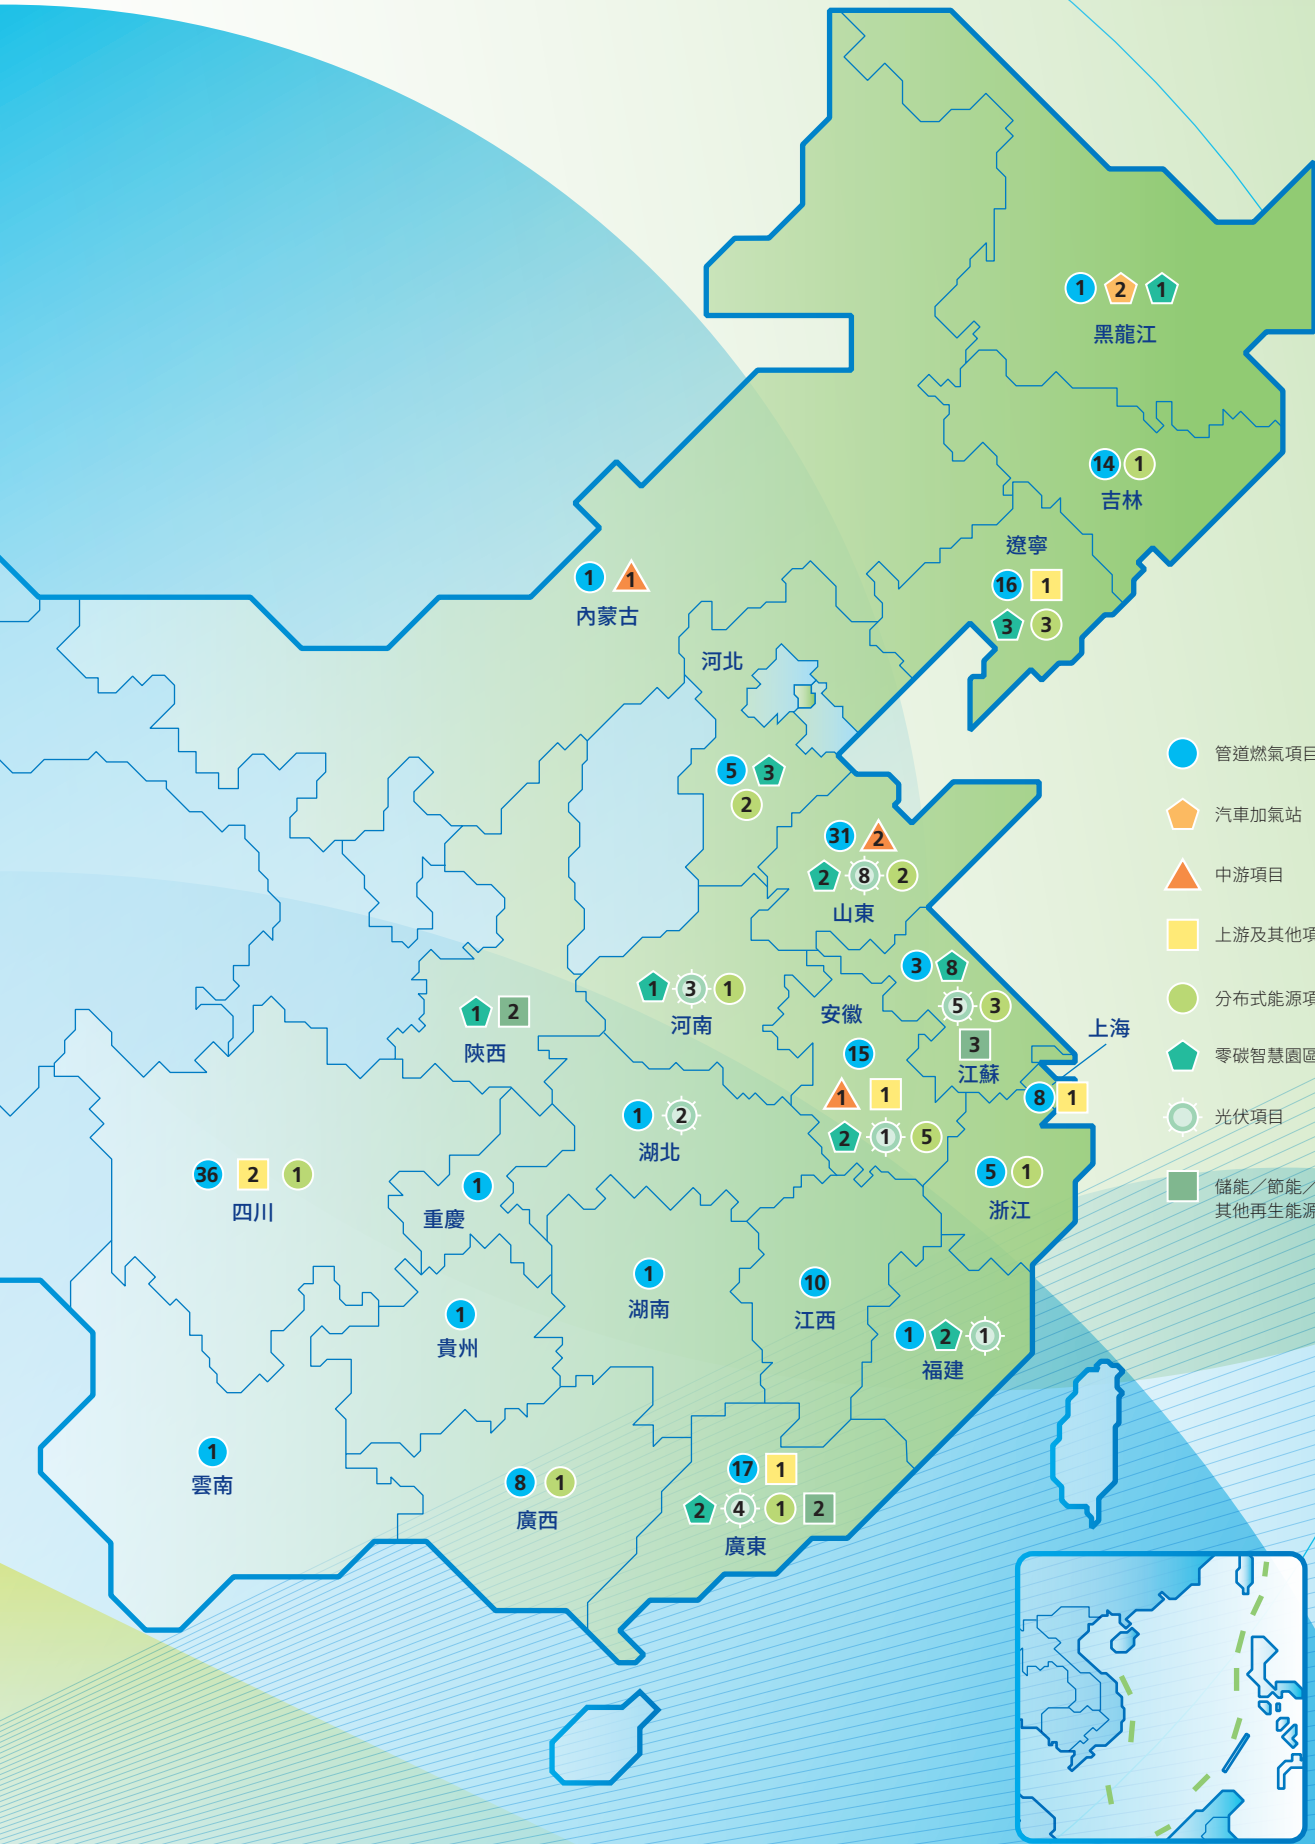 1 2 1
黑龍江
14 1
吉林
遼寧
16 1
3 3
1 1
內蒙古
河北
5 3
2
31 2
2 8 2
山東
3 8
5 3
3
江蘇
1 3 1
河南
1 2
陝西
安徽
15
1 1
2 1 5
上海
8 1
1 2
湖北
36 2 1
四川
1
重慶
5 1
浙江
1
湖南
10
江西
1
貴州
1 2 1
福建
1
雲南
8 1
廣西
17 1
2 4 1 2
廣東
管道燃氣項目
汽車加氣站
中游項目
上游及其他項
分布式能源項
零碳智慧園區
光伏項目
儲能／節能／
其他再生能源